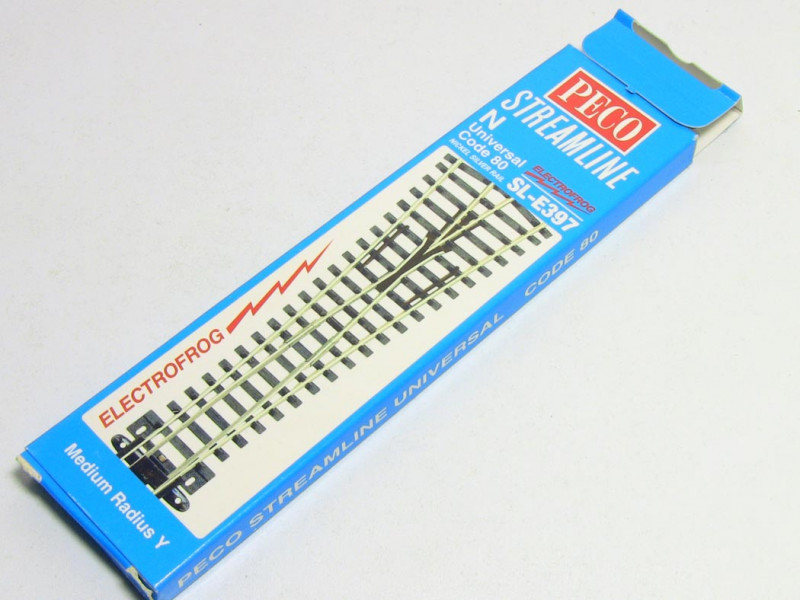 PECO
STREAMLINE
N
Universal
Code 80
NICKEL SILVER RAIL
ELECTROFROG
SL-E397
ELECTROFROG
Medium Radius Y
PECO STREAMLINE UNIVERSAL CODE 80